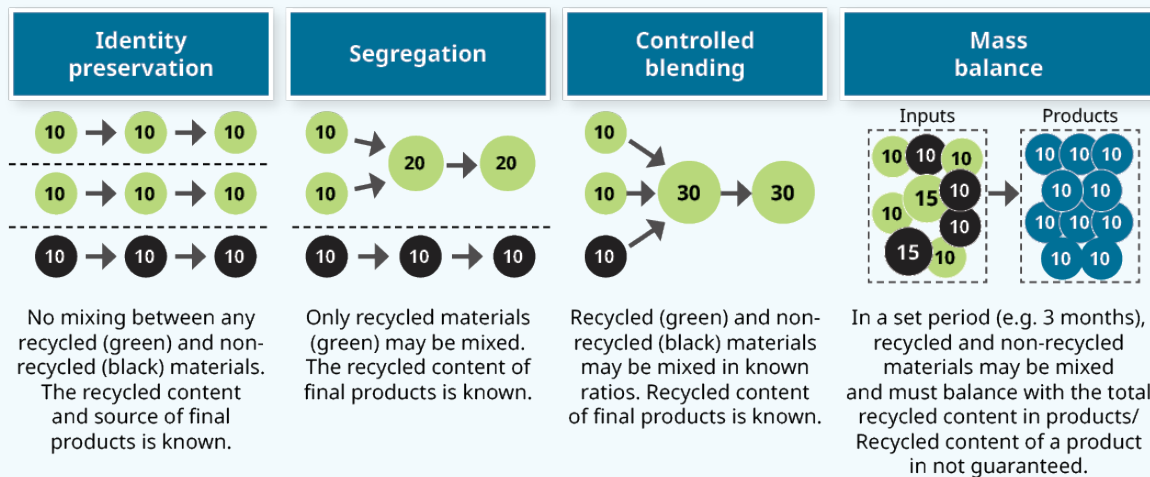 Identity
preservation
10 10 10
10 10 10
10 10 10
No mixing between any
recycled (green) and non-
recycled (black) materials.
The recycled content
and source of final
products is known.
Segregation
10
20 20
10
10 10 10
Only recycled materials
(green) may be mixed.
The recycled content of
final products is known.
Controlled
blending
10
10 30 30
10
Recycled (green) and non-
recycled (black) materials
may be mixed in known
ratios. Recycled content
of final products is known.
Mass
balance
Inputs
10 10 10
15 10
10
10
15 10
Products
10 10 10
10 10
10 10 10
10 10
In a set period (e.g. 3 months),
recycled and non-recycled
materials may be mixed
and must balance with the total
recycled content in products/
Recycled content of a product
in not guaranteed.